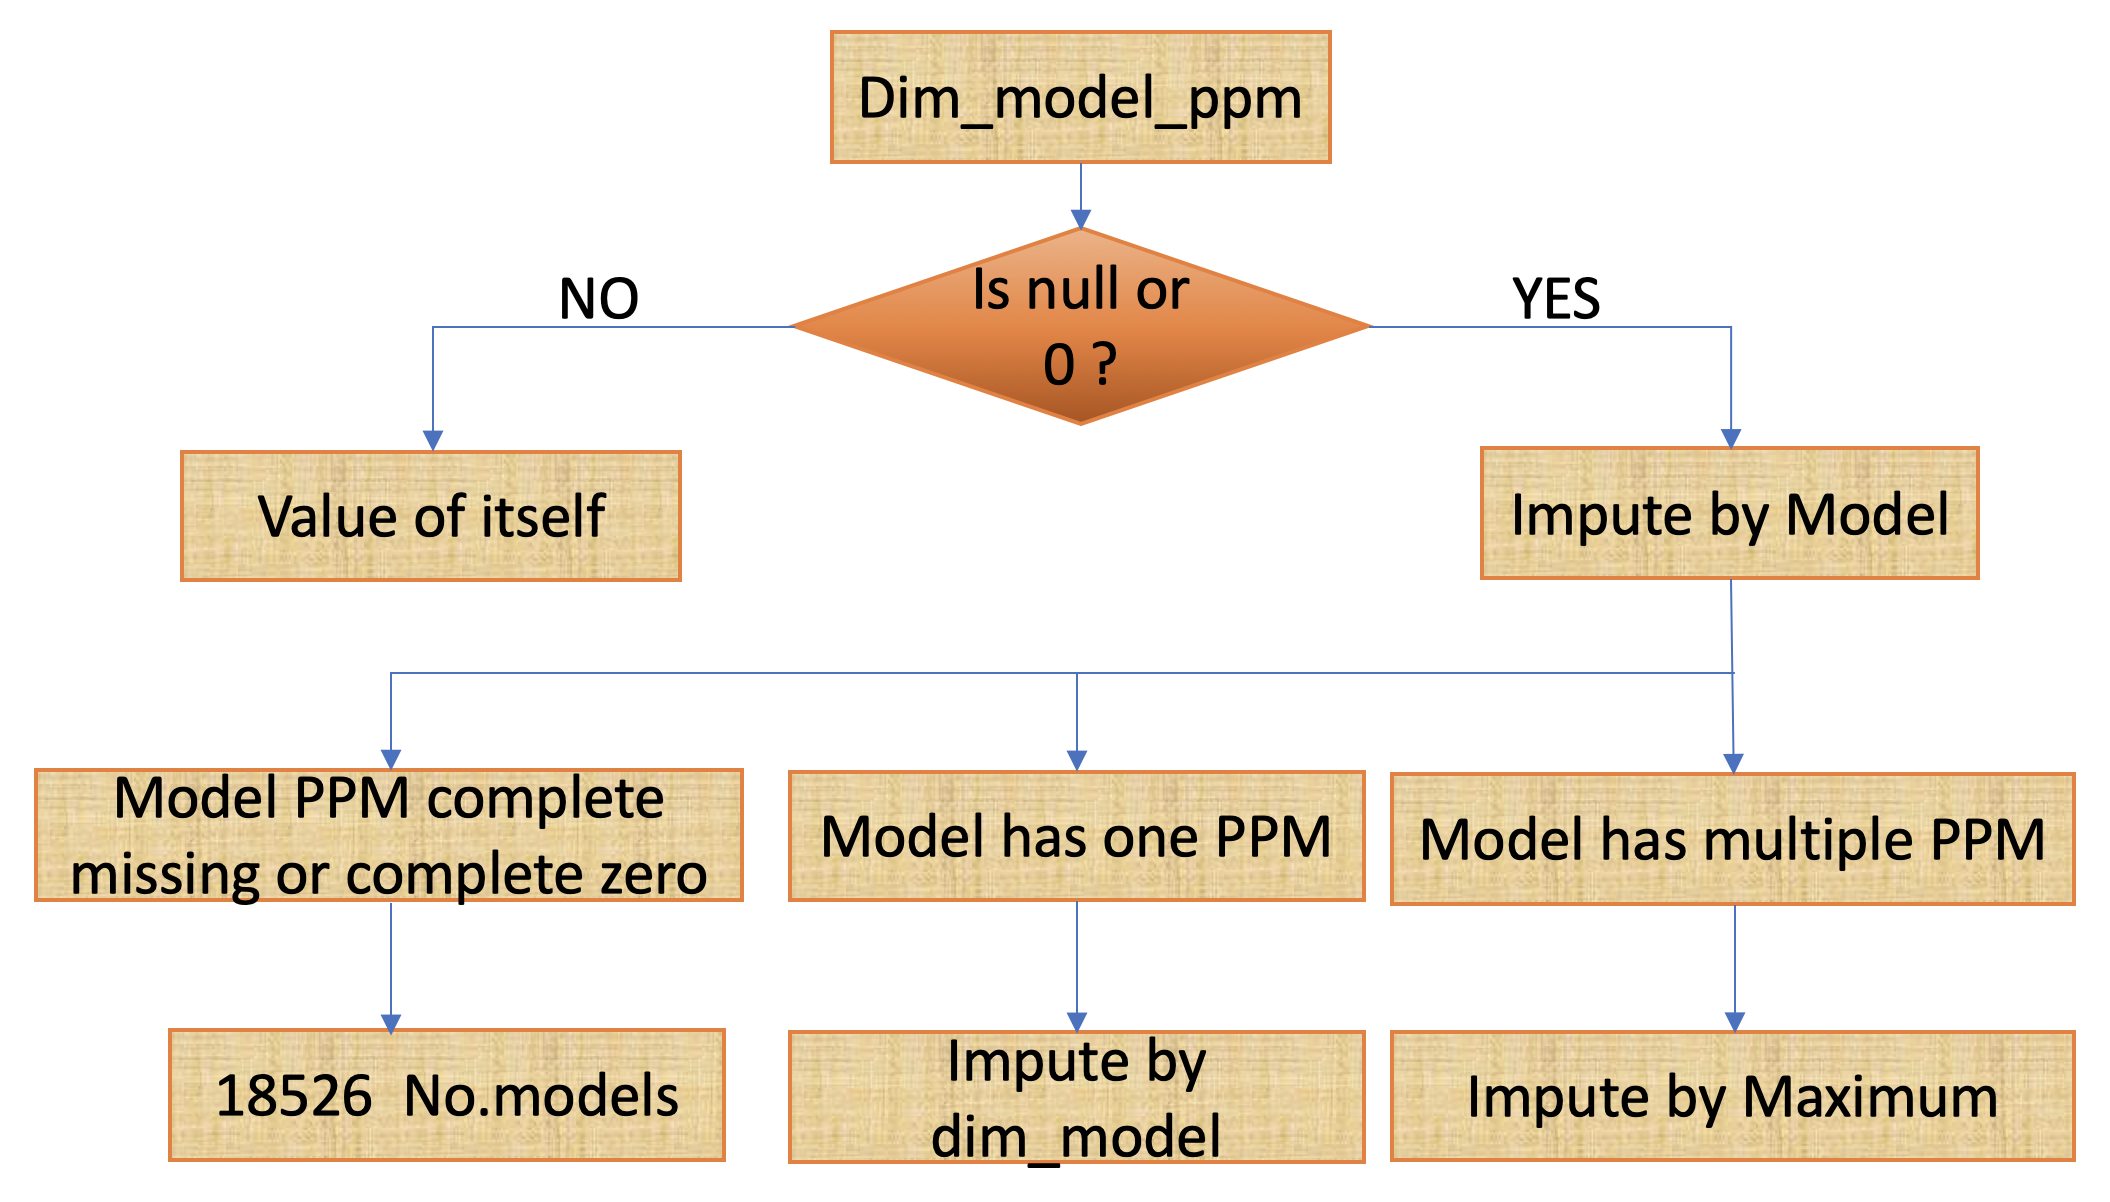 Dim_model_ppm
Is null or
0 ?
NO
YES
Value of itself
Impute by Model
Model PPM complete
missing or complete zero
Model has one PPM
Model has multiple PPM
18526  No.models
Impute by
dim_model
Impute by Maximum